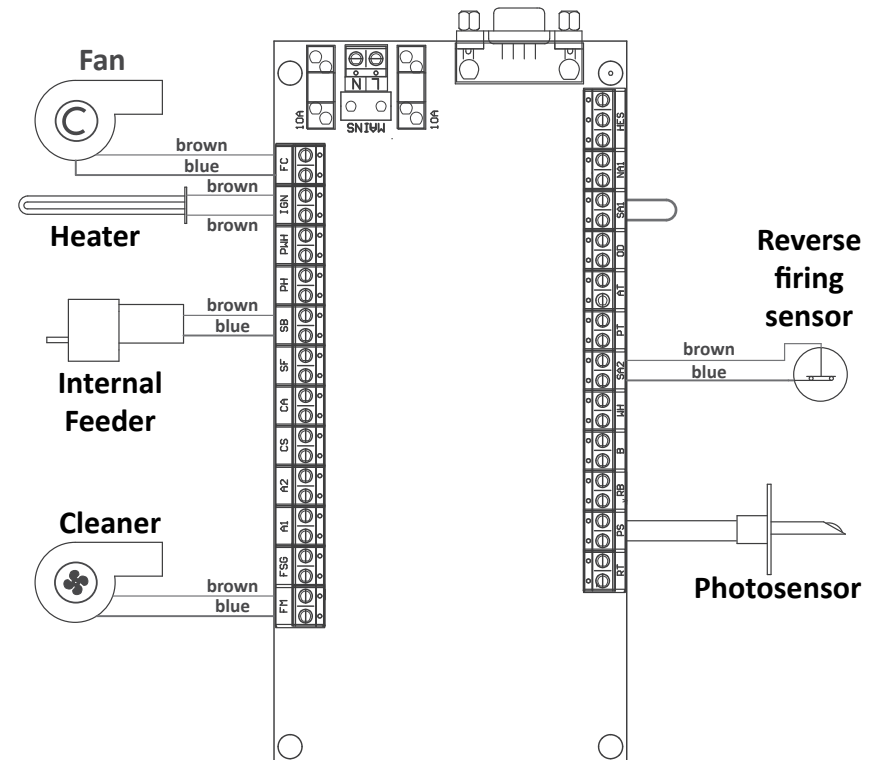 Fan
brown
blue
brown
Heater
brown
brown
blue
Internal
Feeder
Cleaner
brown
blue
10A
N L
MAINS
10A
FC
IGN
PWH
PH
SB
SF
CA
CS
A2
A1
FSG
FM
HES
NA1
SA1
OD
AT
PT
SA2
WH
B
RB
PS
RT
Reverse
firing
sensor
brown
blue
Photosensor